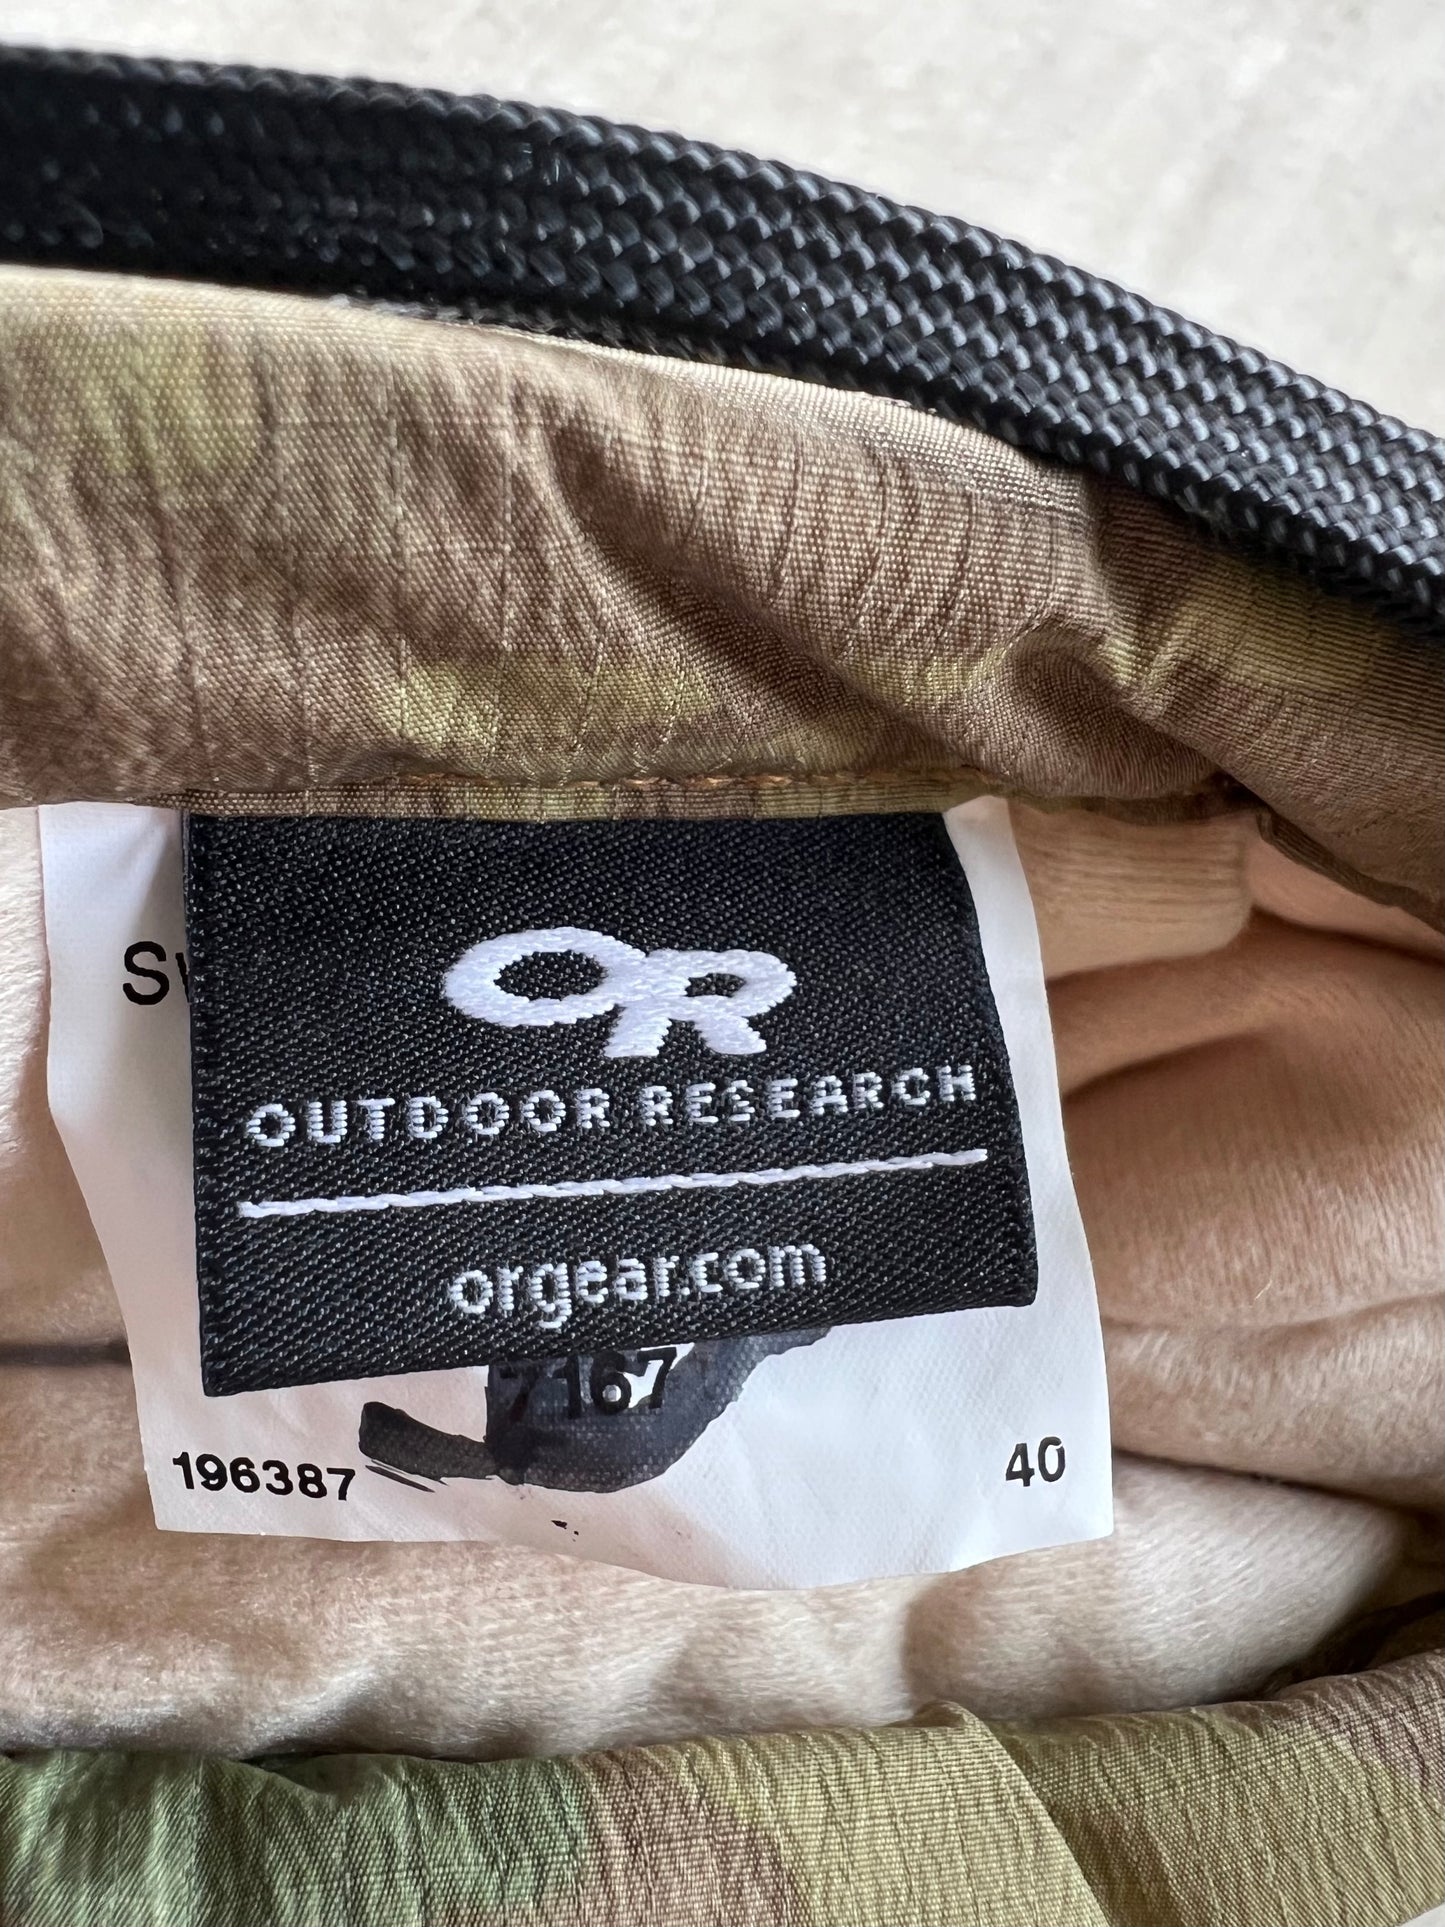 OR
OUTDOOR RESEARCH
orgear.com
7167
196387
40